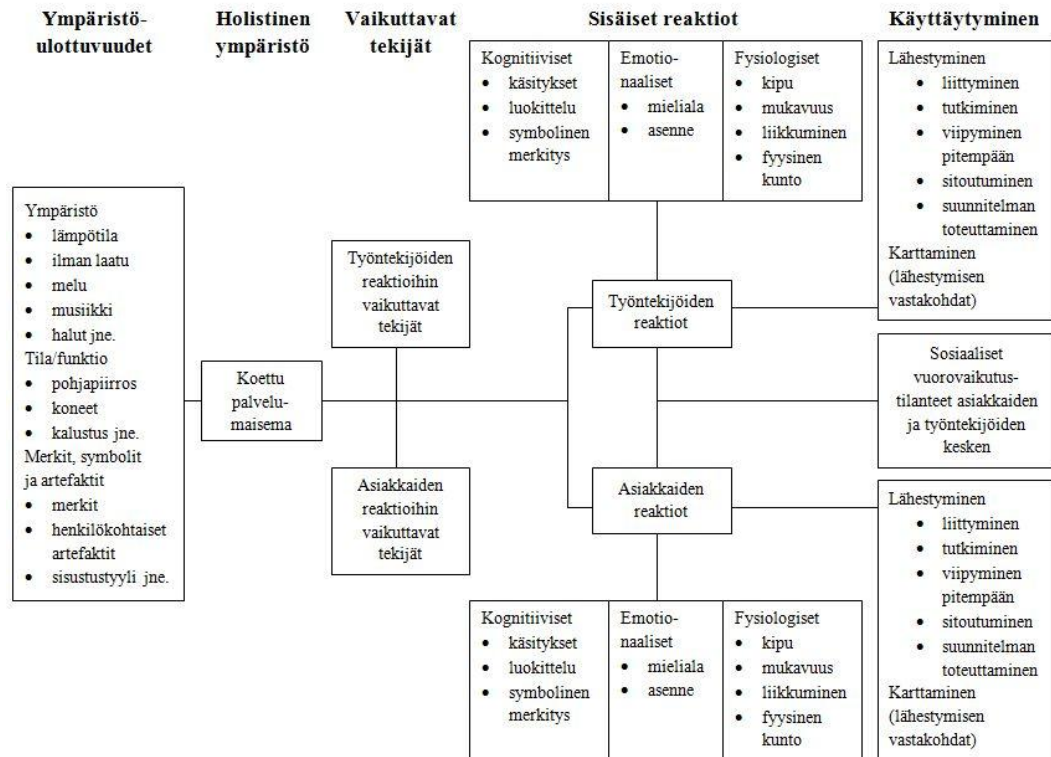 Ympäristö-
ulottuvuudet
Holistinen
ympäristö
Vaikuttavat
tekijät
Sisäiset reaktiot
Käyttäytyminen
Ympäristö
• lämpötila
• ilman laatu
• melu
• musiikki
• halut jne.
Tila/funktio
• pohjapiirros
• koneet
• kalustus jne.
Merkit, symbolit
ja artefaktit
• merkit
• henkilökohtaiset
artefaktit
• sisustustyyli jne.
Koettu
palvelu-
maisema
Työntekijöiden
reaktioihin
vaikuttavat
tekijät
Asiakkaiden
reaktioihin
vaikuttavat
tekijät
Kognitiiviset
• käsitykset
• luokittelu
• symbolinen
merkitys
Emotio-
naaliset
• mieliala
• asenne
Fysiologiset
• kipu
• mukavuus
• liikkuminen
• fyysinen
kunto
Työntekijöiden
reaktiot
Asiakkaiden
reaktiot
Kognitiiviset
• käsitykset
• luokittelu
• symbolinen
merkitys
Emotio-
naaliset
• mieliala
• asenne
Fysiologiset
• kipu
• mukavuus
• liikkuminen
• fyysinen
kunto
Lähestyminen
• liittyminen
• tutkiminen
• viipyminen
pitempään
• sitoutuminen
• suunnitelman
toteuttaminen
Karttaminen
(lähestymisen
vastakohdat)
Sosiaaliset
vuorovaikutus-
tilanteet asiakkaiden
ja työntekijöiden
kesken
Lähestyminen
• liittyminen
• tutkiminen
• viipyminen
pitempään
• sitoutuminen
• suunnitelman
toteuttaminen
Karttaminen
(lähestymisen
vastakohdat)